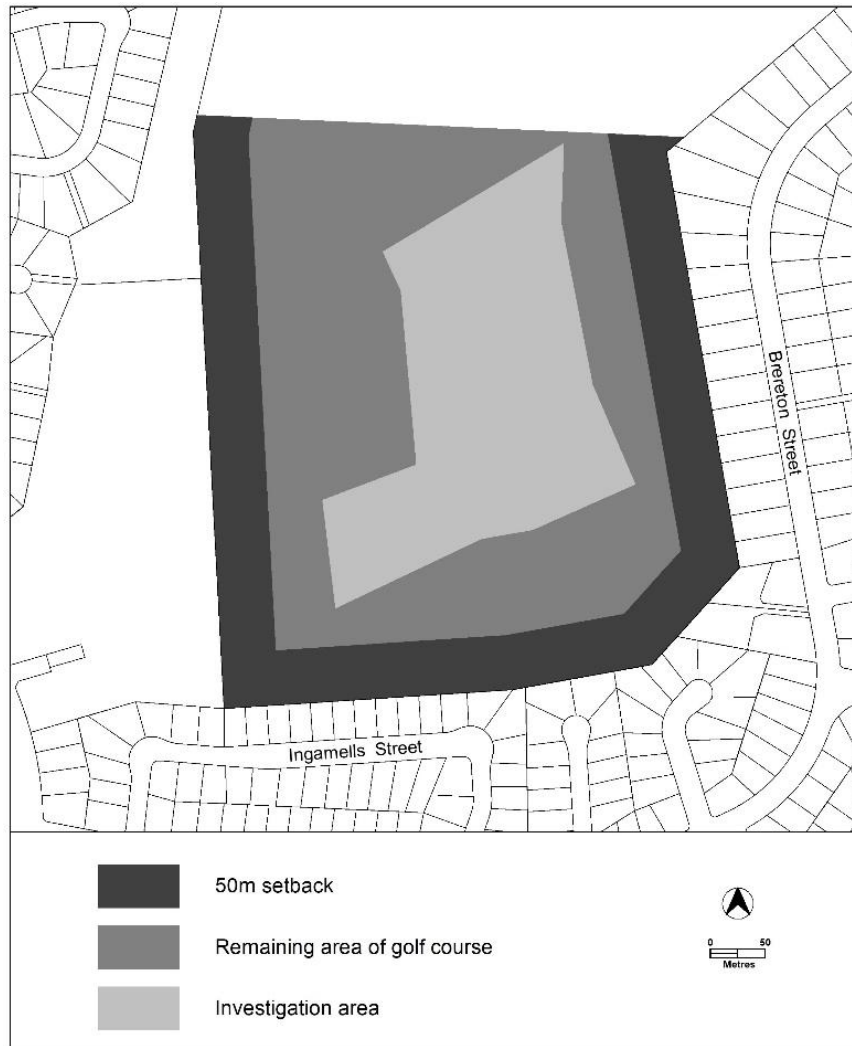 Brereton Street
Ingamells Street
50m setback
Remaining area of golf course
0 50
Metres
Investigation area